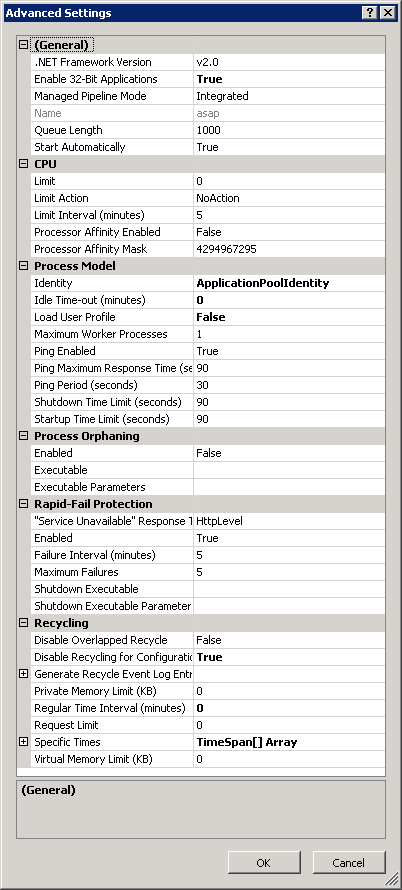 Advanced Settings
(General)
.NET Framework Version v2.0
Enable 32-Bit Applications True
Managed Pipeline Mode Integrated
Name asap
Queue Length 1000
Start Automatically True
CPU
Limit 0
Limit Action NoAction
Limit Interval (minutes) 5
Processor Affinity Enabled False
Processor Affinity Mask 4294967295
Process Model
Identity ApplicationPoolIdentity
Idle Time-out (minutes) 0
Load User Profile False
Maximum Worker Processes 1
Ping Enabled True
Ping Maximum Response Time (se 90
Ping Period (seconds) 30
Shutdown Time Limit (seconds) 90
Startup Time Limit (seconds) 90
Process Orphaning
Enabled False
Executable
Executable Parameters
Rapid-Fail Protection
"Service Unavailable" Response T HttpLevel
Enabled True
Failure Interval (minutes) 5
Maximum Failures 5
Shutdown Executable
Shutdown Executable Parameter
Recycling
Disable Overlapped Recycle False
Disable Recycling for Configuratio True
Generate Recycle Event Log Entr
Private Memory Limit (KB) 0
Regular Time Interval (minutes) 0
Request Limit 0
Specific Times TimeSpan[] Array
Virtual Memory Limit (KB) 0
(General)
OK Cancel